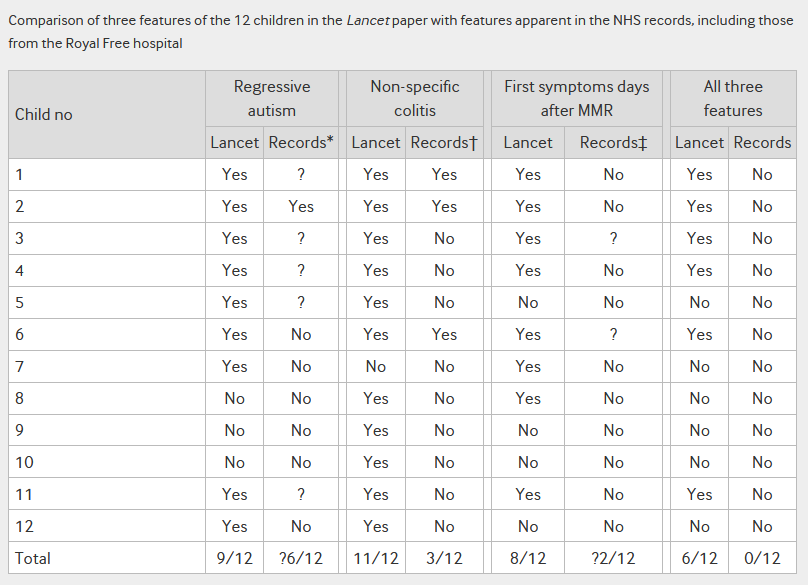 Comparison of three features of the 12 children in the Lancet paper with features apparent in the NHS records, including those
from the Royal Free hospital
Child no Regressive autism Non-specific colitis First symptoms days after MMR All three features
Lancet Records* Lancet Records† Lancet Records‡ Lancet Records
1 Yes ? Yes Yes Yes No Yes No
2 Yes Yes Yes Yes Yes No Yes No
3 Yes ? Yes No Yes ? Yes No
4 Yes ? Yes No Yes No Yes No
5 Yes ? Yes No No No No No
6 Yes No Yes Yes Yes ? Yes No
7 Yes No No No Yes No No No
8 No No Yes No Yes No No No
9 No No Yes No No No No No
10 No No Yes No No No No No
11 Yes ? Yes No Yes No Yes No
12 Yes No Yes No No No No No
Total 9/12 ?6/12 11/12 3/12 8/12 ?2/12 6/12 0/12